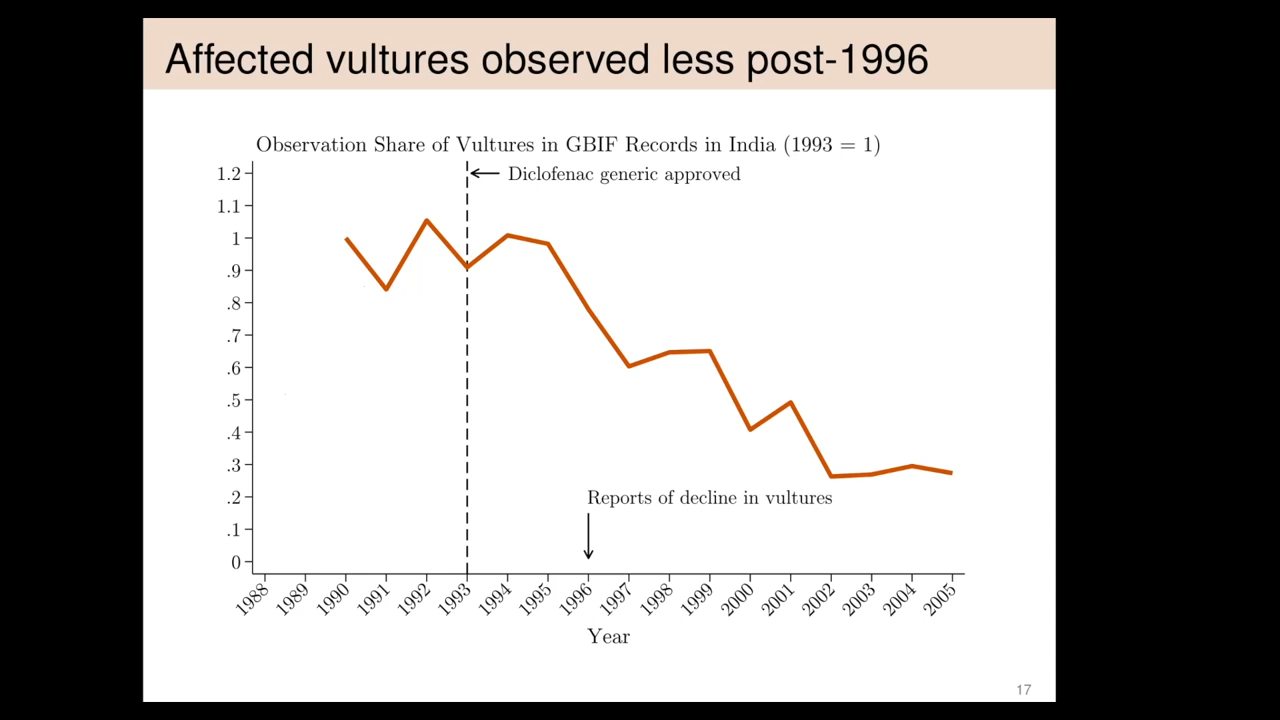 Affected vultures observed less post-1996
Observation Share of Vultures in GBIF Records in India (1993 = 1)
Diclofenac generic approved
1.2
1.1
1
.9
.8
.7
.6
.5
.4
.3
.2
.1
0
Reports of decline in vultures
1988 1989 1990 1991 1992 1993 1994 1995 1996 1997 1998 1999 2000 2001 2002 2003 2004 2005
Year
17